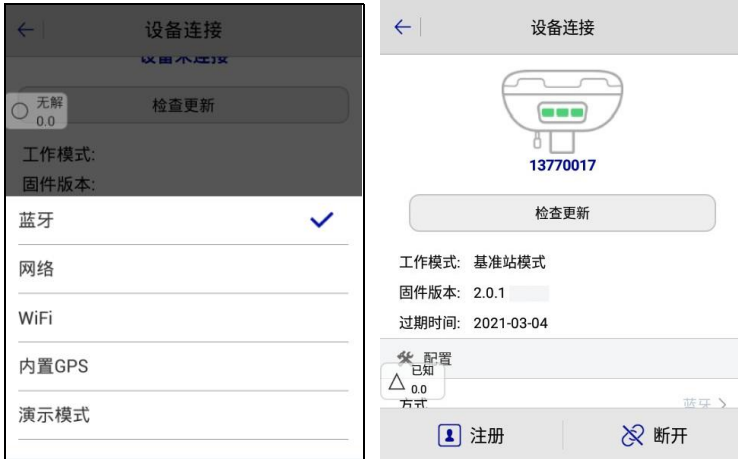 设备连接
设备未连接
无解
0.0
检查更新
工作模式:
固件版本:
蓝牙
网络
WiFi
内置GPS
演示模式
设备连接
13770017
检查更新
工作模式: 基准站模式
固件版本: 2.0.1
过期时间: 2021-03-04
配置
已知
0.0
方式 蓝牙
注册 断开